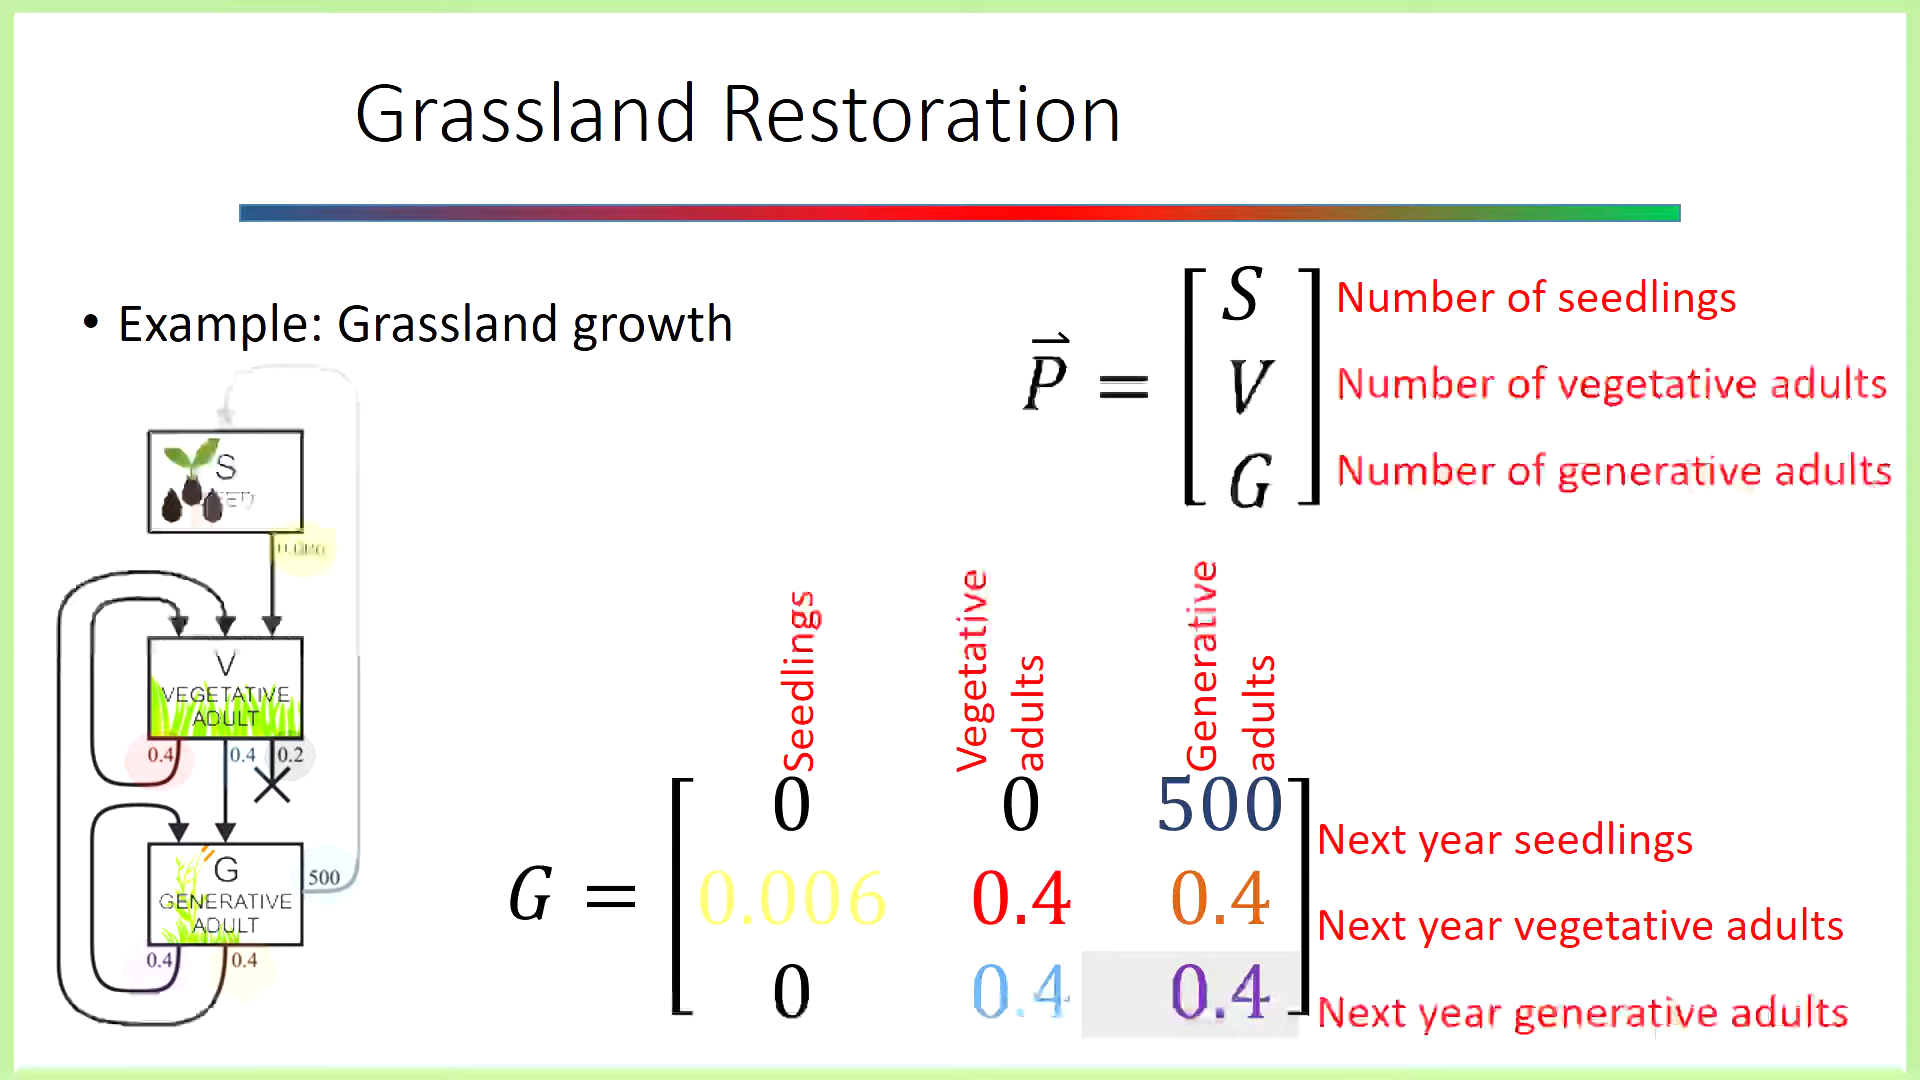 Grassland Restoration
• Example: Grassland growth
P = [ S V G ]
Number of seedlings
Number of vegetative adults
Number of generative adults
S
V
VEGETATIVE
ADULT
0.4 0.4 0.2
G
GENERATIVE
ADULT
500
0.4 0.4
Seedlings
Vegetative
adults
Generative
adults
G =
0 0 500
0.006 0.4 0.4
0 0.4 0.4
Next year seedlings
Next year vegetative adults
Next year generative adults